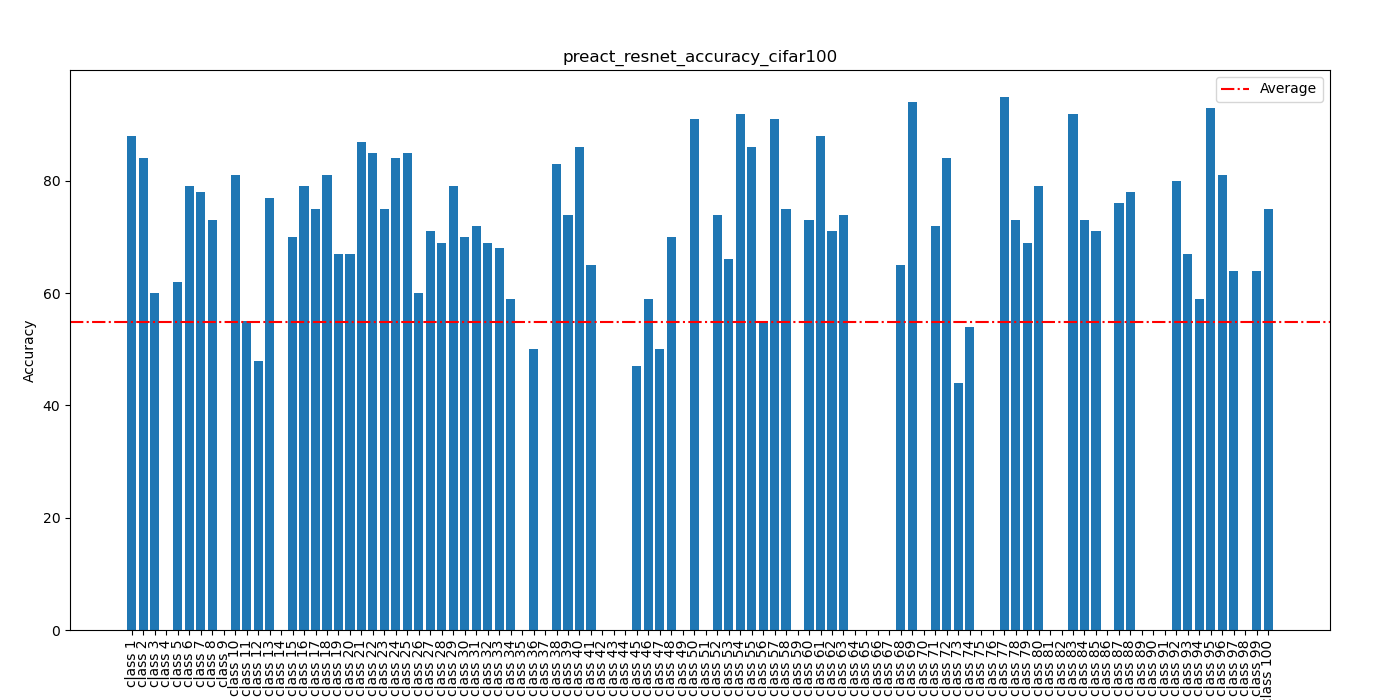 preact_resnet_accuracy_cifar100
Average
Accuracy
80
60
40
20
0
class 1
class 2
class 3
class 4
class 5
class 6
class 7
class 8
class 9
class 10
class 11
class 12
class 13
class 14
class 15
class 16
class 17
class 18
class 19
class 20
class 21
class 22
class 23
class 24
class 25
class 26
class 27
class 28
class 29
class 30
class 31
class 32
class 33
class 34
class 35
class 36
class 37
class 38
class 39
class 40
class 41
class 42
class 43
class 44
class 45
class 46
class 47
class 48
class 49
class 50
class 51
class 52
class 53
class 54
class 55
class 56
class 57
class 58
class 59
class 60
class 61
class 62
class 63
class 64
class 65
class 66
class 67
class 68
class 69
class 70
class 71
class 72
class 73
class 74
class 75
class 76
class 77
class 78
class 79
class 80
class 81
class 82
class 83
class 84
class 85
class 86
class 87
class 88
class 89
class 90
class 91
class 92
class 93
class 94
class 95
class 96
class 97
class 98
class 99
class 100